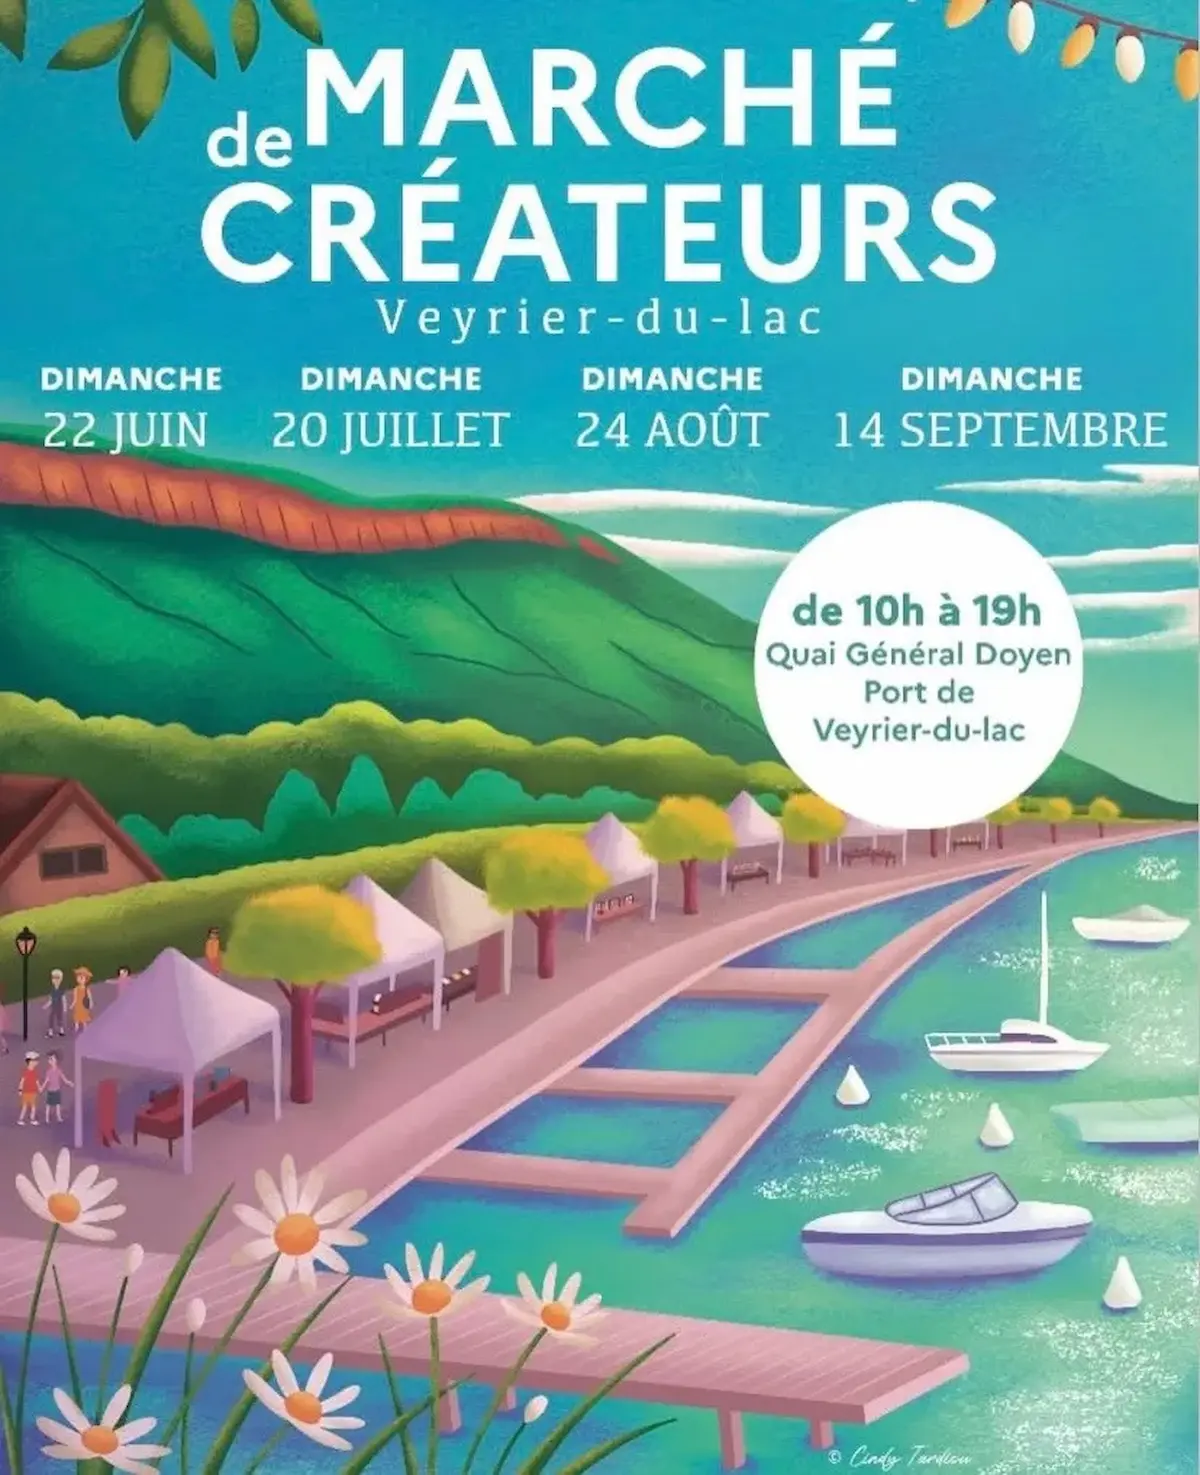 MARCHÉ
de
CRÉATEURS
Veyrier-du-lac
DIMANCHE
22 JUIN
DIMANCHE
20 JUILLET
DIMANCHE
24 AOÛT
DIMANCHE
14 SEPTEMBRE
de 10h à 19h
Quai Général Doyen
Port de
Veyrier-du-lac
© Cindy Tardieu